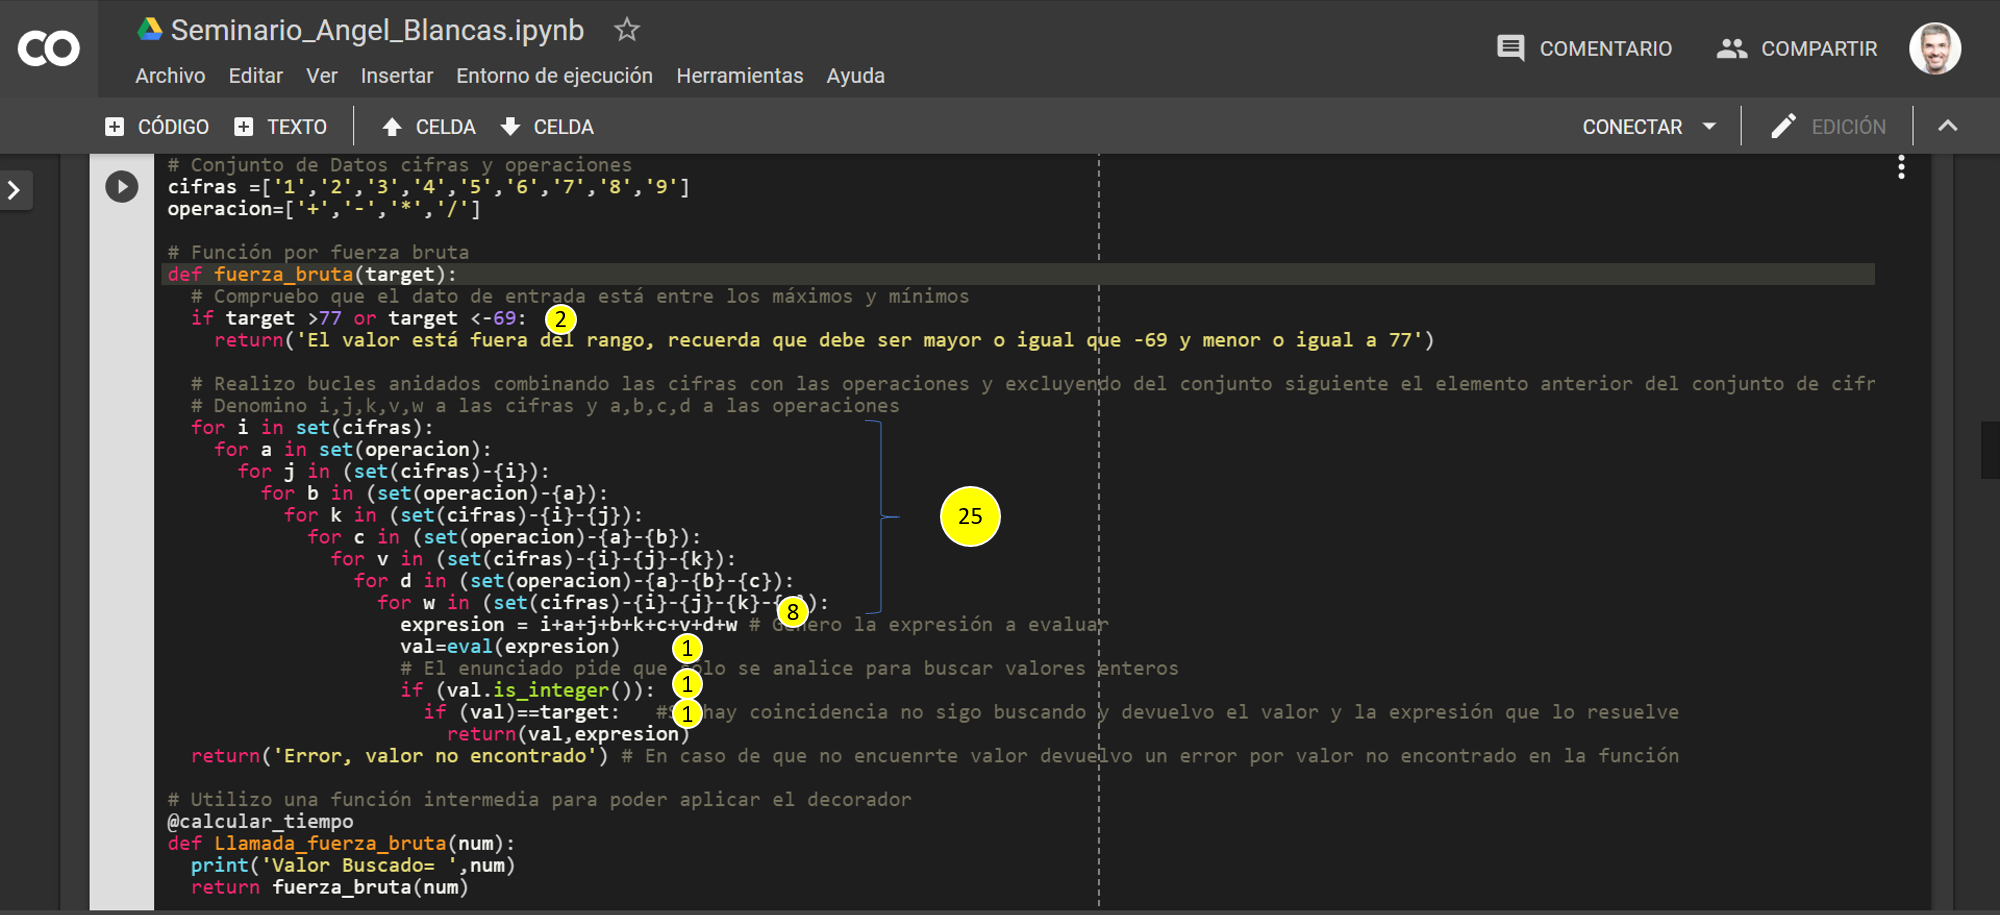 CO
Seminario_Angel_Blancas.ipynb
COMENTARIO COMPARTIR
Archivo Editar Ver Insertar Entorno de ejecución Herramientas Ayuda
CÓDIGO TEXTO CELDA CELDA CONECTAR EDICIÓN
# Conjunto de Datos cifras y operaciones
cifras =['1','2','3','4','5','6','7','8','9']
operacion=['+','-','*','/']
# Función por fuerza bruta
def fuerza_bruta(target):
# Compruebo que el dato de entrada está entre los máximos y mínimos
if target >77 or target <-69: 2
return('El valor está fuera del rango, recuerda que debe ser mayor o igual que -69 y menor o igual a 77')
# Realizo bucles anidados combinando las cifras con las operaciones y excluyendo del conjunto siguiente el elemento anterior del conjunto de cifr
# Denomino i,j,k,v,w a las cifras y a,b,c,d a las operaciones
for i in set(cifras):
for a in set(operacion):
for j in (set(cifras)-{i}):
for b in (set(operacion)-{a}):
for k in (set(cifras)-{i}-{j}):
25
for c in (set(operacion)-{a}-{b}):
for v in (set(cifras)-{i}-{j}-{k}):
for d in (set(operacion)-{a}-{b}-{c}):
for w in (set(cifras)-{i}-{j}-{k}-{ }):
8
expresion = i+a+j+b+k+c+v+d+w # la expresión a evaluar
val=eval(expresion) 1
# El enunciado pide que solo se analice para buscar valores enteros
if (val.is_integer()): 1
if (val)==target: # 1 hay coincidencia no sigo buscando y devuelvo el valor y la expresión que lo resuelve
return(val,expresion)
return('Error, valor no encontrado') # En caso de que no encuenrte valor devuelvo un error por valor no encontrado en la función
# Utilizo una función intermedia para poder aplicar el decorador
@calcular_tiempo
def Llamada_fuerza_bruta(num):
print('Valor Buscado= ',num)
return fuerza_bruta(num)